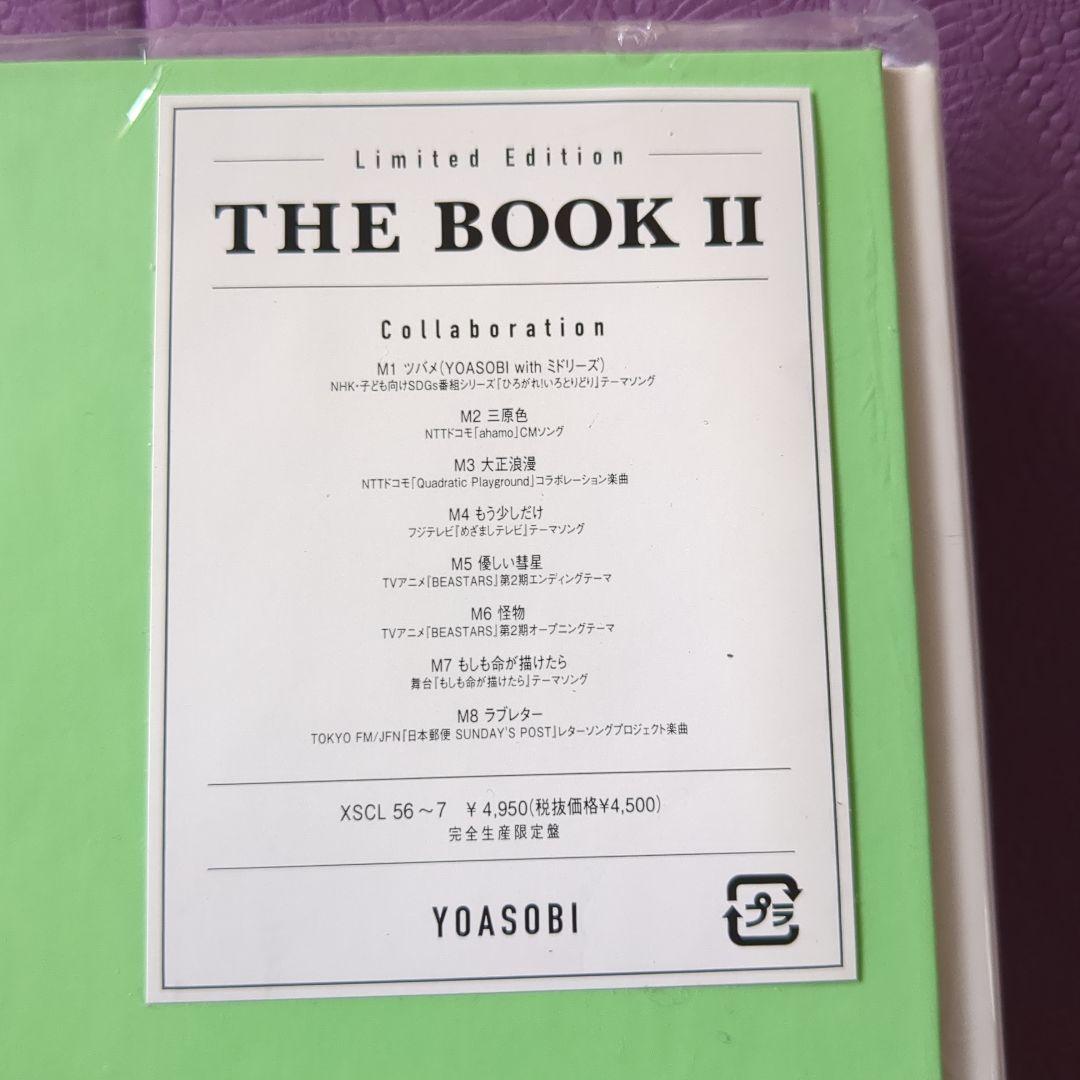 Limited Edition
THE BOOK II
Collaboration
M1 ツバメ(YOASOBI with ミドリーズ)
NHK・子ども向けSDGs番組シリーズ『ひろがれ!いろとりどり』テーマソング
M2 三原色
NTTドコモ「ahamo」CMソング
M3 大正浪漫
NTTドコモ「Quadratic Playground」コラボレーション楽曲
M4 もう少しだけ
フジテレビ『めざましテレビ』テーマソング
M5 優しい彗星
TVアニメ『BEASTARS』第2期エンディングテーマ
M6 怪物
TVアニメ『BEASTARS』第2期オープニングテーマ
M7 もしも命が描けたら
舞台『もしも命が描けたら』テーマソング
M8 ラブレター
TOKYO FM/JFN『日本郵便 SUNDAY'S POST』レターソングプロジェクト楽曲
XSCL 56～7 ¥ 4,950(税抜価格¥4,500)
完全生産限定盤
YOASOBI
プラ